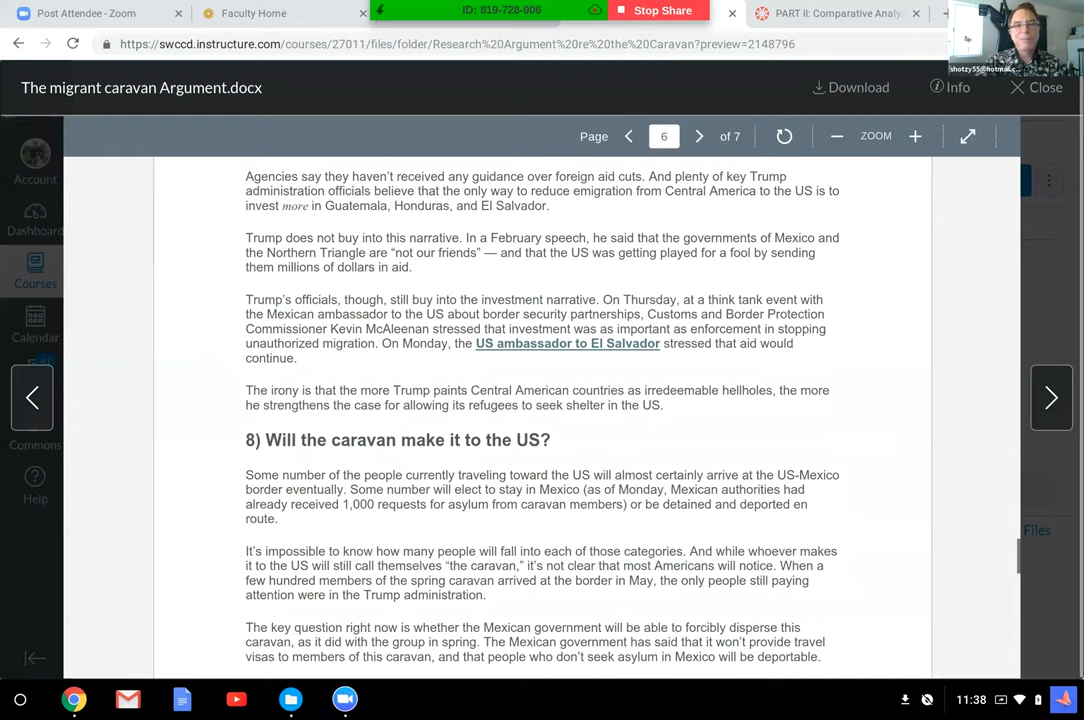 Post Attendee - Zoom
Faculty Home
ID: 819-728-906
Stop Share
PART II: Comparative Analy
https://swccd.instructure.com/courses/27011/files/folder/Research%20Argument%20re%20the%20Caravan?preview=2148796
shotzy55@hotmail.c...
The migrant caravan Argument.docx
Download
Info
Close
Page
6
of 7
ZOOM
Account
Dashboard
Courses
Calendar
41
Commons
Help
Files
Agencies say they haven’t received any guidance over foreign aid cuts. And plenty of key Trump
administration officials believe that the only way to reduce emigration from Central America to the US is to
invest more in Guatemala, Honduras, and El Salvador.
Trump does not buy into this narrative. In a February speech, he said that the governments of Mexico and
the Northern Triangle are “not our friends” — and that the US was getting played for a fool by sending
them millions of dollars in aid.
Trump’s officials, though, still buy into the investment narrative. On Thursday, at a think tank event with
the Mexican ambassador to the US about border security partnerships, Customs and Border Protection
Commissioner Kevin McAleenan stressed that investment was as important as enforcement in stopping
unauthorized migration. On Monday, the US ambassador to El Salvador stressed that aid would
continue.
The irony is that the more Trump paints Central American countries as irredeemable hellholes, the more
he strengthens the case for allowing its refugees to seek shelter in the US.
8) Will the caravan make it to the US?
Some number of the people currently traveling toward the US will almost certainly arrive at the US-Mexico
border eventually. Some number will elect to stay in Mexico (as of Monday, Mexican authorities had
already received 1,000 requests for asylum from caravan members) or be detained and deported en
route.
It’s impossible to know how many people will fall into each of those categories. And while whoever makes
it to the US will still call themselves “the caravan,” it’s not clear that most Americans will notice. When a
few hundred members of the spring caravan arrived at the border in May, the only people still paying
attention were in the Trump administration.
The key question right now is whether the Mexican government will be able to forcibly disperse this
caravan, as it did with the group in spring. The Mexican government has said that it won’t provide travel
visas to members of this caravan, and that people who don’t seek asylum in Mexico will be deportable.
11:38